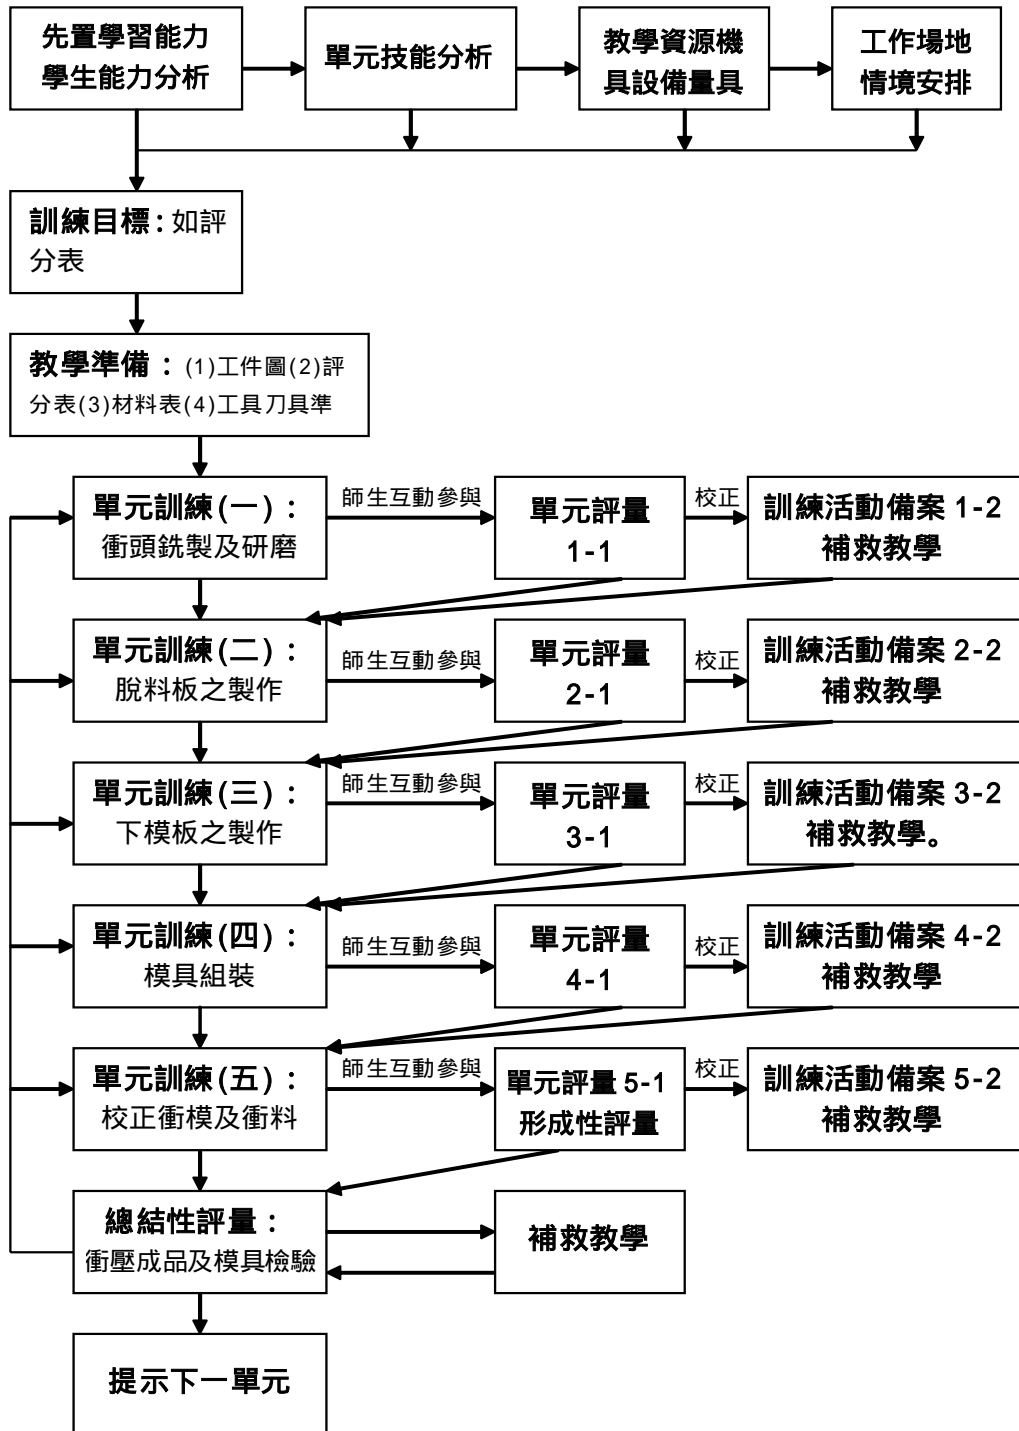 先置學習能力
學生能力分析
單元技能分析
教學資源機
具設備量具
工作場地
情境安排
訓練目標：如評
分表
教學準備：(1)工件圖(2)評
分表(3)材料表(4)工具刀具準
單元訓練(一)：
衝頭銑製及研磨
師生互動參與
單元評量
1-1
校正
訓練活動備案 1-2
補救教學
單元訓練(二)：
脫料板之製作
師生互動參與
單元評量
2-1
校正
訓練活動備案 2-2
補救教學
單元訓練(三)：
下模板之製作
師生互動參與
單元評量
3-1
校正
訓練活動備案 3-2
補救教學。
單元訓練(四)：
模具組裝
師生互動參與
單元評量
4-1
校正
訓練活動備案 4-2
補救教學
單元訓練(五)：
校正衝模及衝料
師生互動參與
單元評量 5-1
形成性評量
校正
訓練活動備案 5-2
補救教學
總結性評量：
衝壓成品及模具檢驗
補救教學
提示下一單元